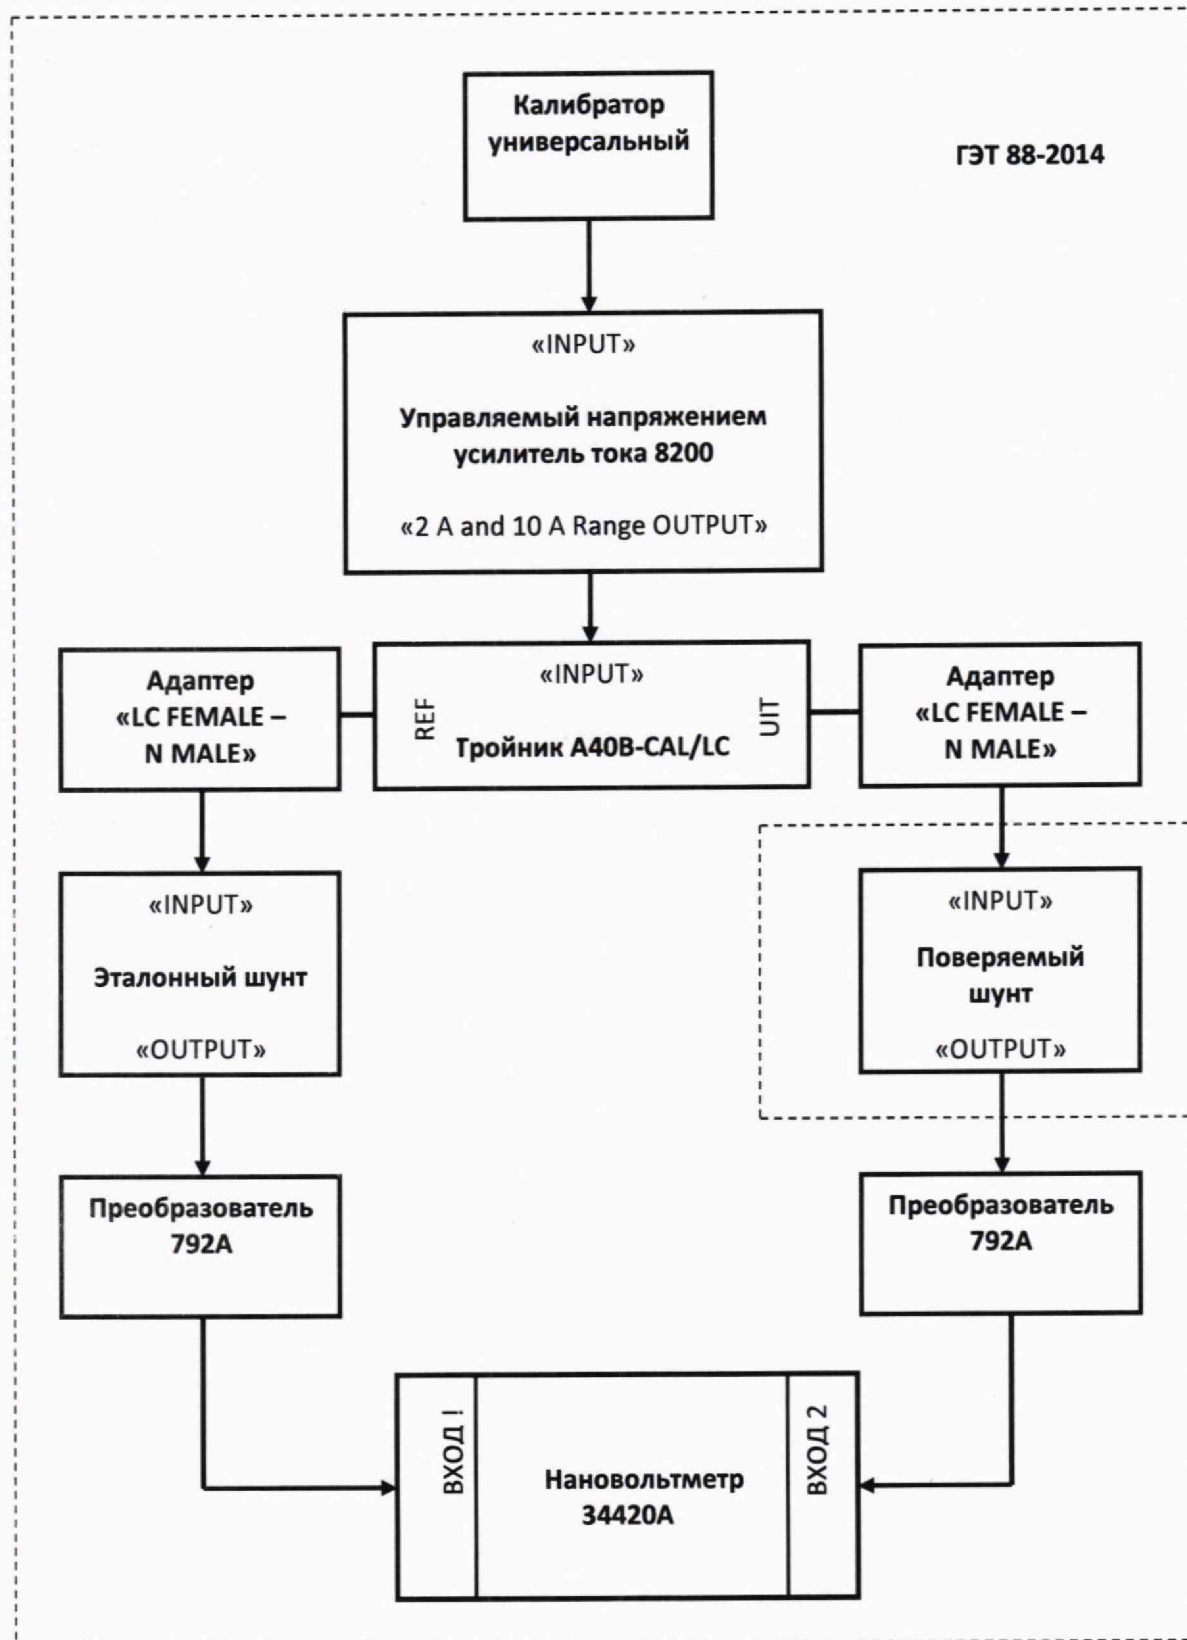 Калибратор
универсальный
ГЭТ 88-2014
«INPUT»
Управляемый напряжением
усилитель тока 8200
«2 A and 10 A Range OUTPUT»
Адаптер
«LC FEMALE –
N MALE»
REF
«INPUT»
Тройник A40B-CAL/LC
UIT
Адаптер
«LC FEMALE –
N MALE»
«INPUT»
Эталонный шунт
«OUTPUT»
«INPUT»
Поверяемый
шунт
«OUTPUT»
Преобразователь
792A
Преобразователь
792A
ВХОД !
Нановольтметр
34420A
ВХОД 2